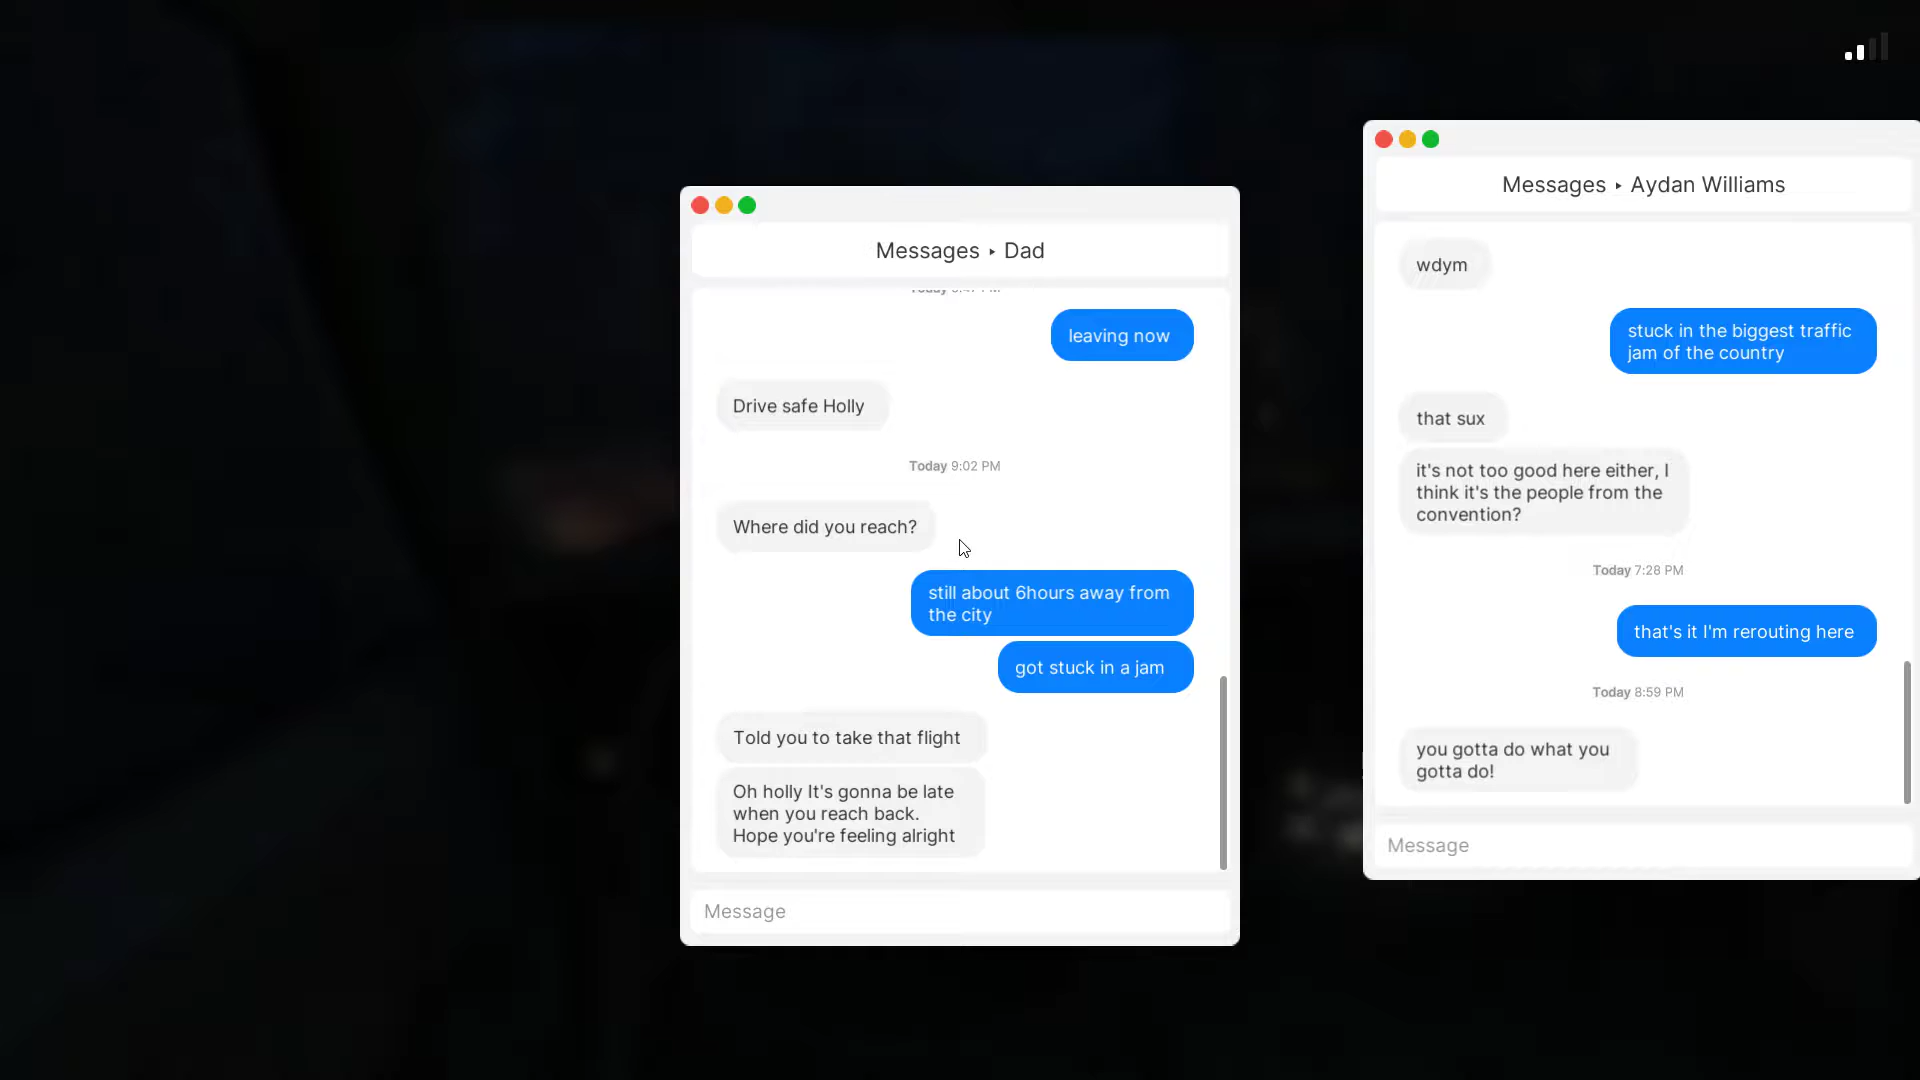 Messages ▸ Dad
leaving now
Drive safe Holly
Today 9:02 PM
Where did you reach?
still about 6hours away from
the city
got stuck in a jam
Told you to take that flight
Oh holly It's gonna be late
when you reach back.
Hope you're feeling alright
Message
Messages ▸ Aydan Williams
wdym
stuck in the biggest traffic
jam of the country
that sux
it's not too good here either, I
think it's the people from the
convention?
Today 7:28 PM
that's it I'm rerouting here
Today 8:59 PM
you gotta do what you
gotta do!
Message